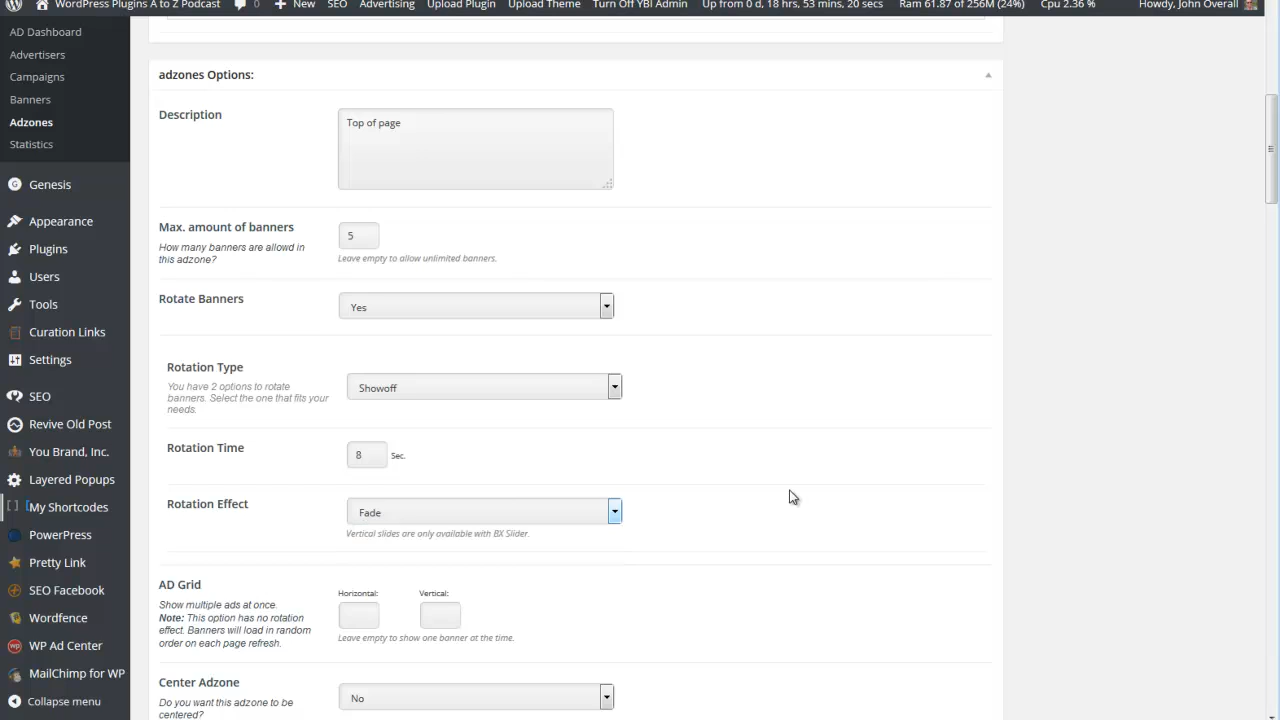 WordPress Plugins A to Z Podcast 0 New SEO Advertising Upload Plugin Upload Theme Turn Off YBI Admin Up from 0 d, 18 hrs, 53 mins, 20 secs Ram 61.87 of 256M (24%) Cpu 2.36 % Howdy, John Overall
AD Dashboard
Advertisers
Campaigns
Banners
Adzones
Statistics
Genesis
Appearance
Plugins
Users
Tools
Curation Links
Settings
SEO
Revive Old Post
You Brand, Inc.
Layered Popups
My Shortcodes
PowerPress
Pretty Link
SEO Facebook
Wordfence
WP Ad Center
MailChimp for WP
Collapse menu
adzones Options:
Description
Top of page
Max. amount of banners
How many banners are allowd in
this adzone?
5
Leave empty to allow unlimited banners.
Rotate Banners
Yes
Rotation Type
You have 2 options to rotate
banners. Select the one that fits your
needs.
Showoff
Rotation Time
8 Sec.
Rotation Effect
Fade
Vertical slides are only available with BX Slider.
AD Grid
Show multiple ads at once.
Note: This option has no rotation
effect. Banners will load in random
order on each page refresh.
Horizontal: Vertical:
Leave empty to show one banner at the time.
Center Adzone
Do you want this adzone to be
centered?
No